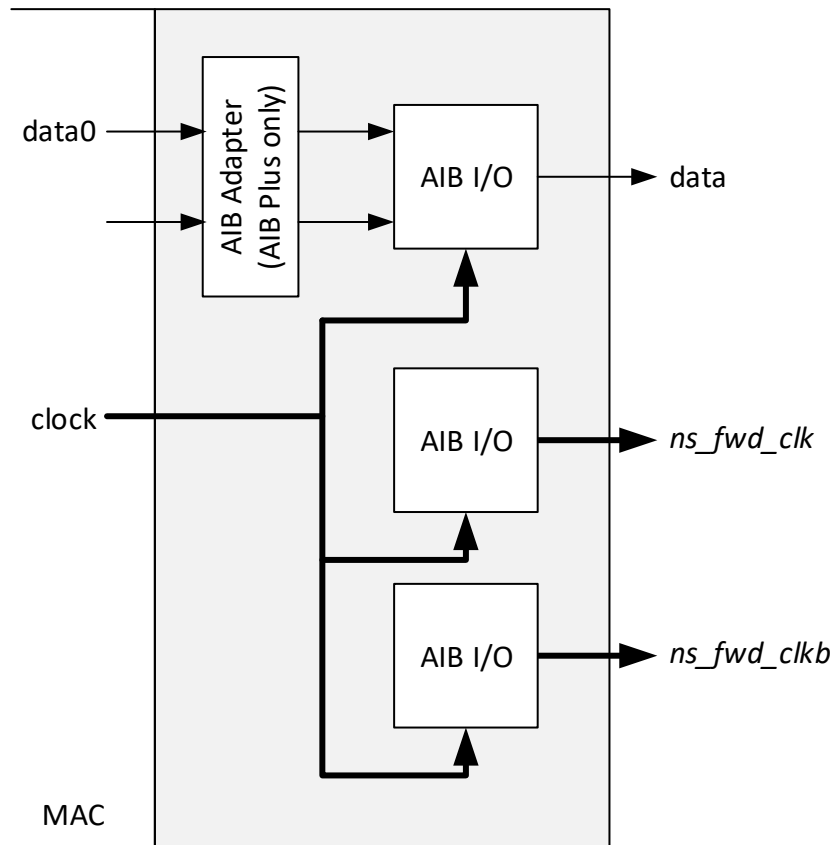 data0
AIB Adapter
(AIB Plus only)
AIB I/O
data
clock
AIB I/O
ns_fwd_clk
AIB I/O
ns_fwd_clkb
MAC